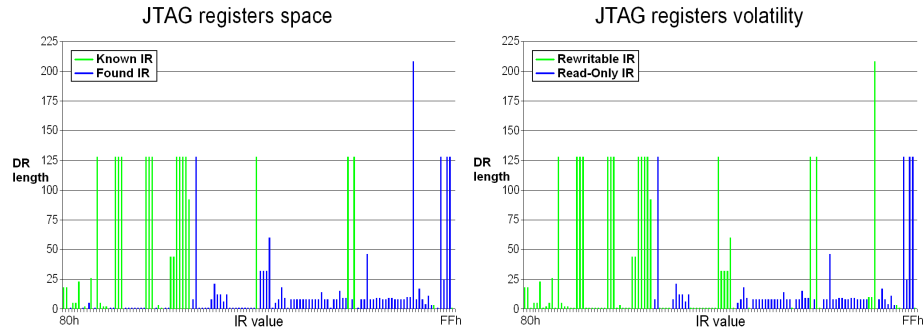 JTAG registers space
225
200
175
150
125
100
75
50
25
0
DR
length
Known IR
Found IR
80h
IR value
FFh
JTAG registers volatility
225
200
175
150
125
100
75
50
25
0
DR
length
Rewritable IR
Read-Only IR
80h
IR value
FFh